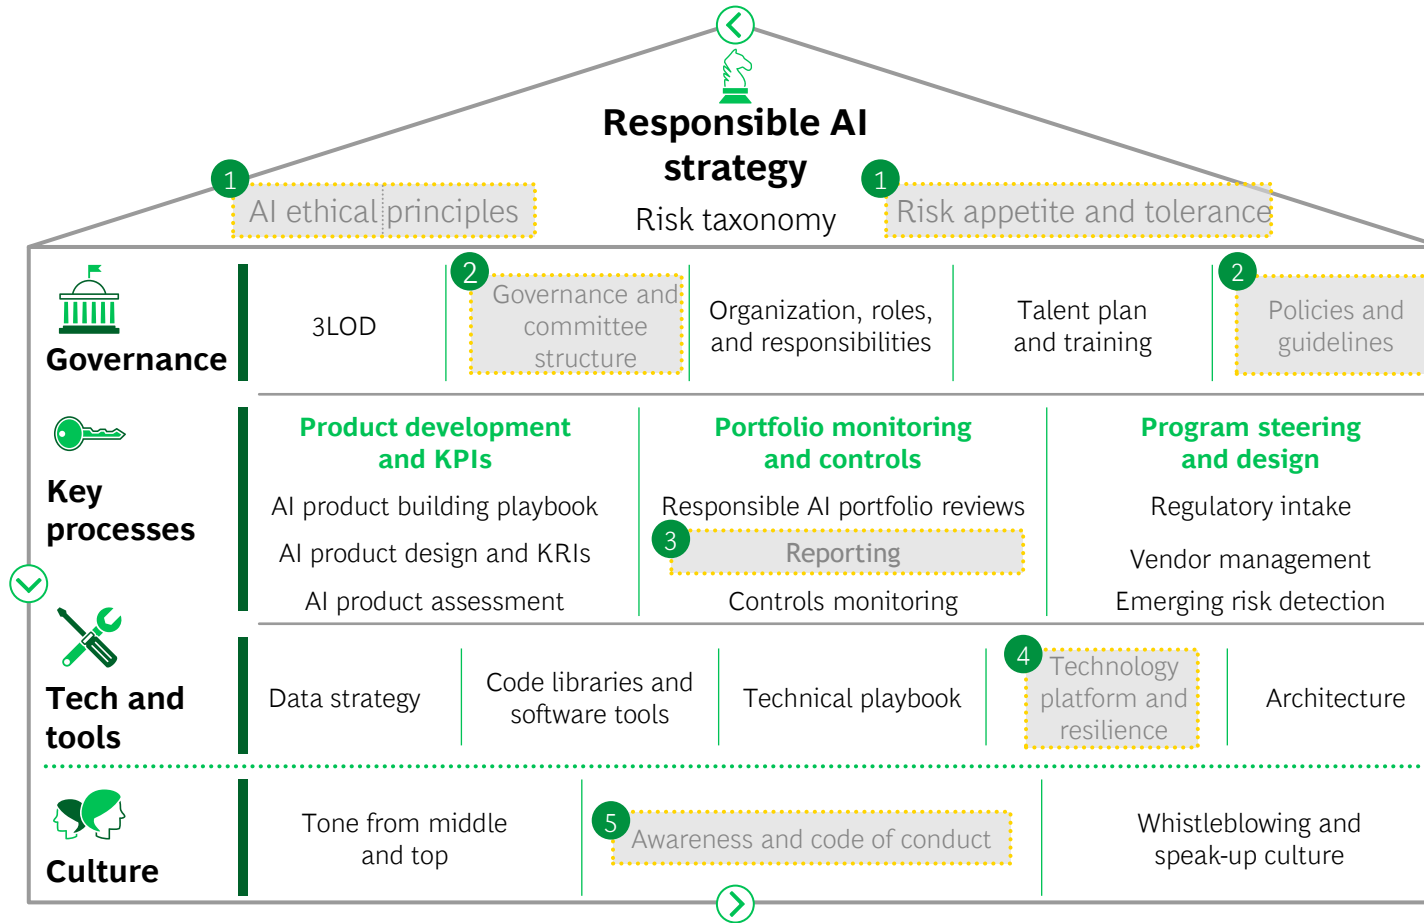 Responsible AI
strategy
1
AI ethical principles
Risk taxonomy
1
Risk appetite and tolerance
Governance
3LOD
2
Governance and
committee
structure
Organization, roles,
and responsibilities
Talent plan
and training
2
Policies and
guidelines
Key
processes
Product development
and KPIs
AI product building playbook
AI product design and KRIs
AI product assessment
Portfolio monitoring
and controls
Responsible AI portfolio reviews
3
Reporting
Controls monitoring
Program steering
and design
Regulatory intake
Vendor management
Emerging risk detection
Tech and
tools
Data strategy
Code libraries and
software tools
Technical playbook
4
Technology
platform and
resilience
Architecture
Culture
Tone from middle
and top
5
Awareness and code of conduct
Whistleblowing and
speak-up culture